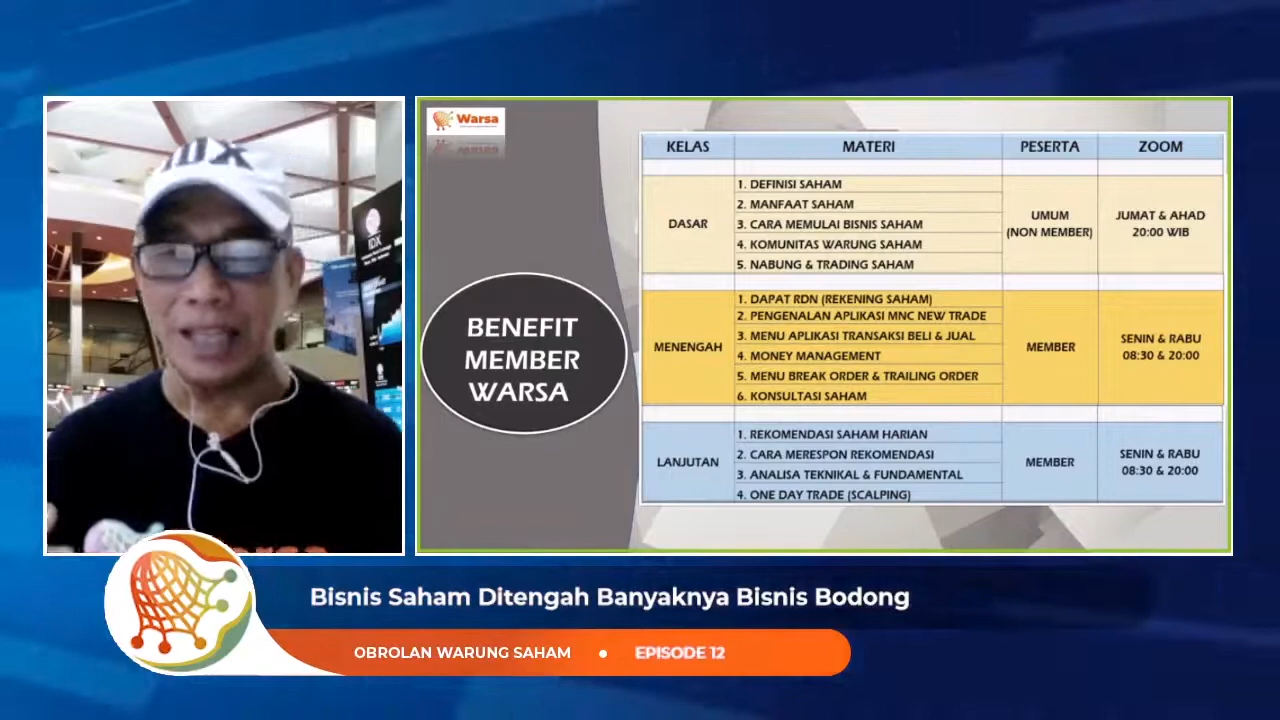 IDX
IDX
Warsa
BENEFIT
MEMBER
WARSA
KELAS MATERI PESERTA ZOOM
DASAR
1. DEFINISI SAHAM
2. MANFAAT SAHAM
3. CARA MEMULAI BISNIS SAHAM
4. KOMUNITAS WARUNG SAHAM
5. NABUNG & TRADING SAHAM
UMUM
(NON MEMBER)
JUMAT & AHAD
20:00 WIB
MENENGAH
1. DAPAT RDN (REKENING SAHAM)
2. PENGENALAN APLIKASI MNC NEW TRADE
3. MENU APLIKASI TRANSAKSI BELI & JUAL
4. MONEY MANAGEMENT
5. MENU BREAK ORDER & TRAILING ORDER
6. KONSULTASI SAHAM
MEMBER
SENIN & RABU
08:30 & 20:00
LANJUTAN
1. REKOMENDASI SAHAM HARIAN
2. CARA MERESPON REKOMENDASI
3. ANALISA TEKNIKAL & FUNDAMENTAL
4. ONE DAY TRADE (SCALPING)
MEMBER
SENIN & RABU
08:30 & 20:00
Bisnis Saham Ditengah Banyaknya Bisnis Bodong
OBROLAN WARUNG SAHAM • EPISODE 12